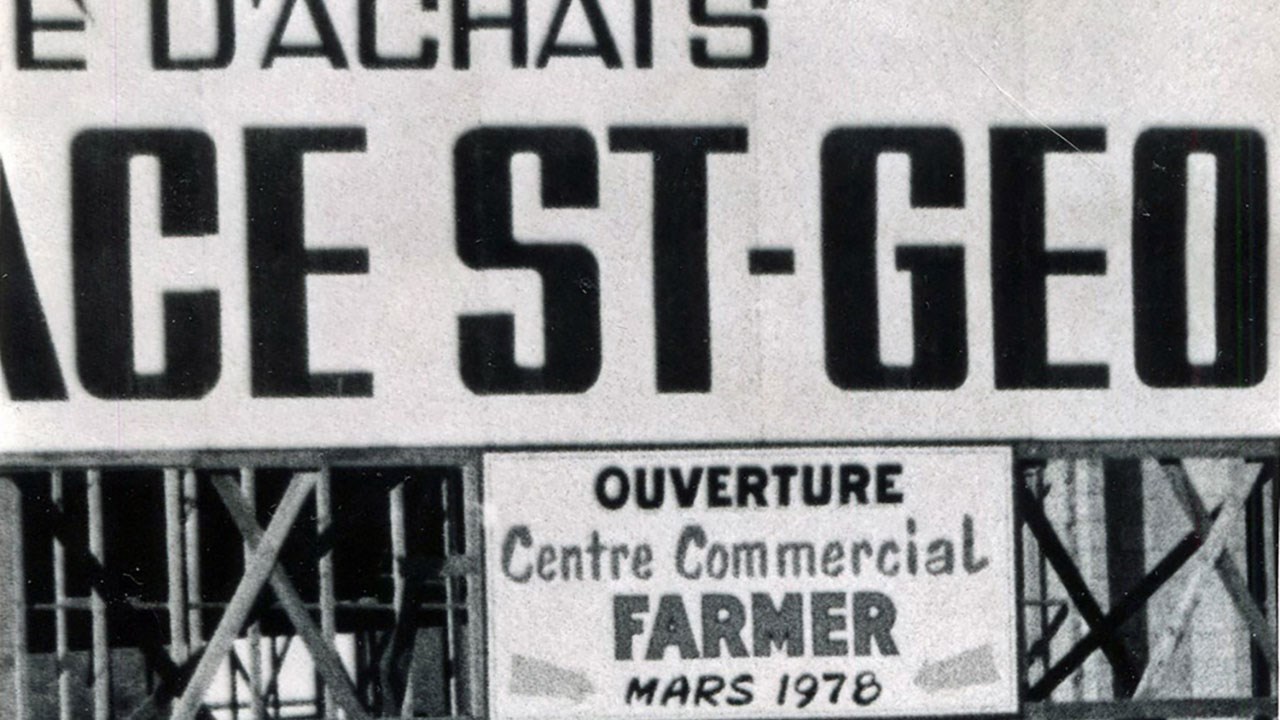 E D'ACHATS
ACE ST-GEO
OUVERTURE
Centre Commercial
FARMER
MARS 1978